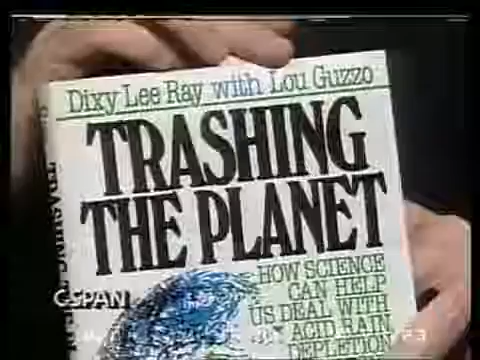 Dixy Lee Ray with Lou Guzzo
TRASHING
THE PLANET
HOW SCIENCE
CAN HELP
US DEAL WITH
ACID RAIN
DEPLETION
C-SPAN